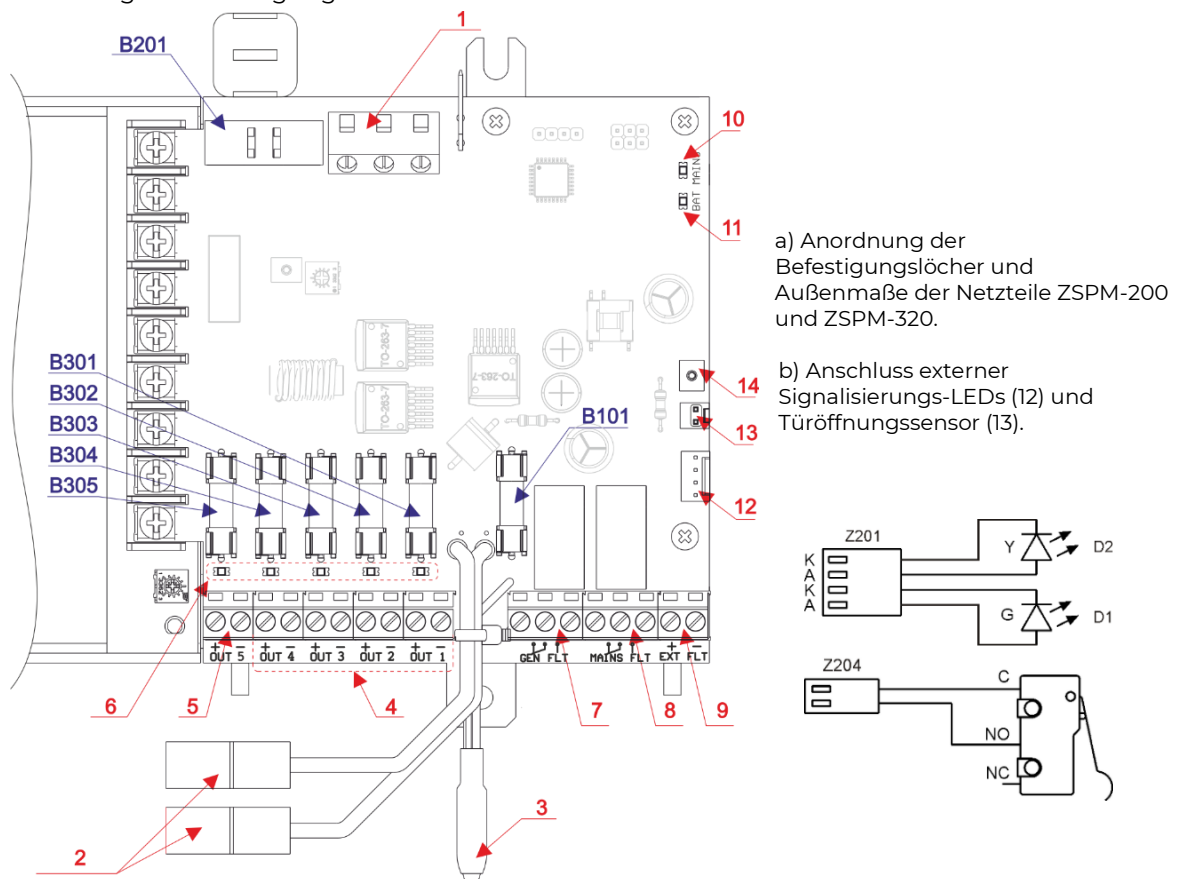 1
B201
10
MAINS
BAT
11
a) Anordnung der
Befestigungslöcher und
Außenmaße der Netzteile ZSPM-200
und ZSPM-320.
b) Anschluss externer
Signalisierungs-LEDs (12) und
Türöffnungssensor (13).
TO-263-7
TO-263-7
TO-263-7
B301
B302
B303
B304
B305
B101
14
13
12
Z201
K
A
K
A
Y
D2
G
D1
Z204
C
NO
NC
+ −
OUT 5
+ −
OUT 4
+ −
OUT 3
+ −
OUT 2
+ −
OUT 1
GEN FLT
MAINS FLT
+ −
EXT FLT
6
5
4
7
8
9
2
3